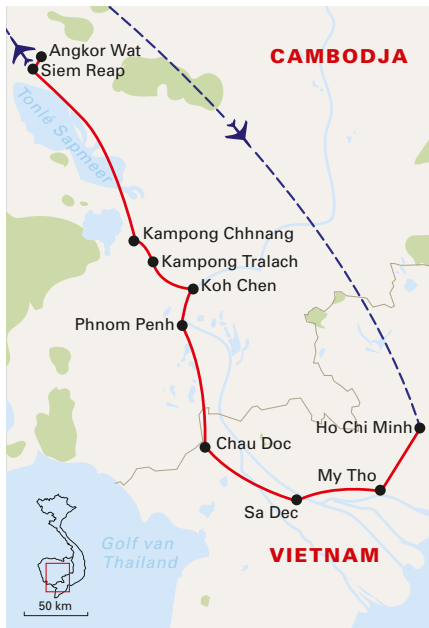 Angkor Wat
CAMBODJA
Siem Reap
Tonlé Sapmeer
Kampong Chhnang
Kampong Tralach
Koh Chen
Phnom Penh
Ho Chi Minh
Chau Doc
My Tho
Sa Dec
Golf van
Thailand
VIETNAM
50 km